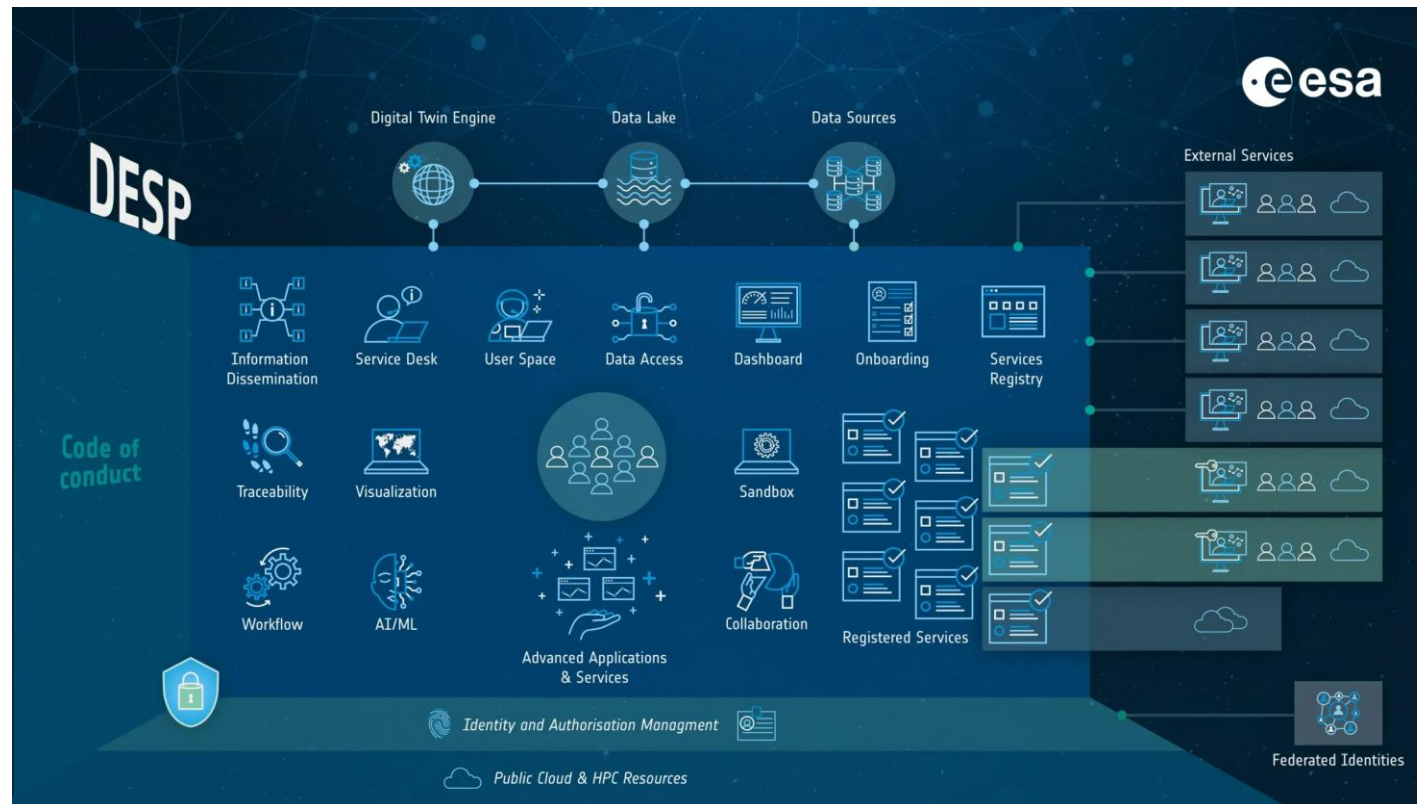 esa
Digital Twin Engine
Data Lake
Data Sources
External Services
DESP
Information
Dissemination
Service Desk
User Space
Data Access
Dashboard
Onboarding
Services
Registry
Code of
conduct
Traceability
Visualization
Sandbox
Workflow
AI/ML
Advanced Applications
& Services
Collaboration
Registered Services
Identity and Authorisation Managment
Public Cloud & HPC Resources
Federated Identities